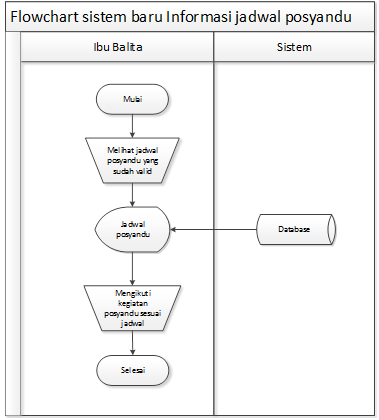 Flowchart sistem baru Informasi jadwal posyandu
Ibu Balita
Sistem
Mulai
Melihat jadwal
posyandu yang
sudah valid
Jadwal
posyandu
Database
Mengikuti
kegiatan
posyandu sesuai
jadwal
Selesai